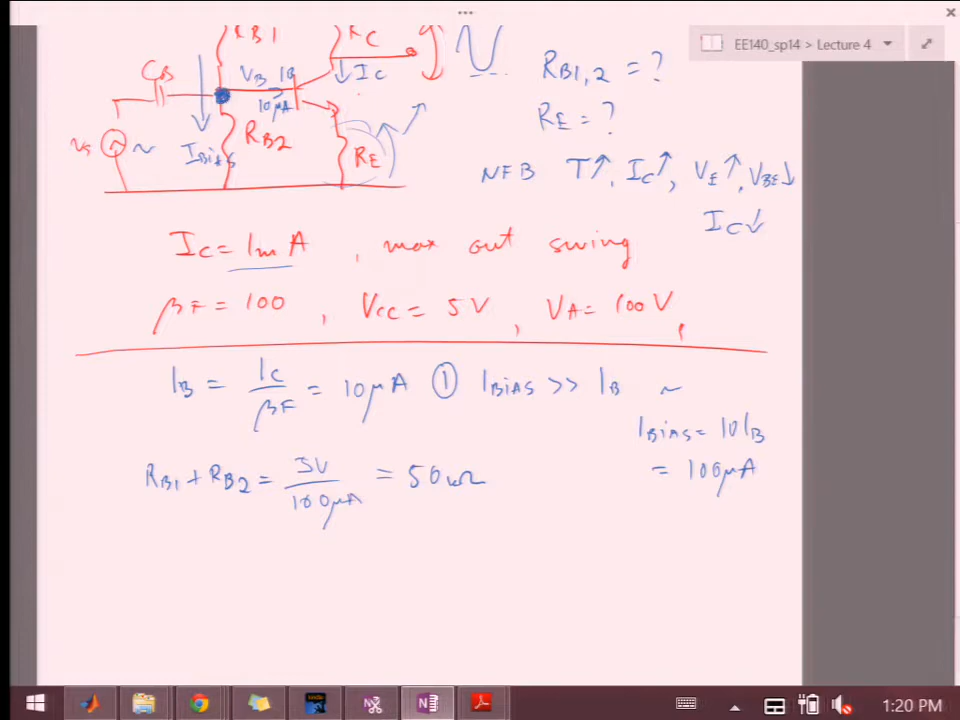 EE140_sp14 > Lecture 4
RB1
RC
CB
VB IB
IC
10μA
vs
~
IBIAS
RB2
RE
RB1,2 = ?
RE = ?
NFB T↑, IC↑, VE↑, VBE↓
IC↓
IC = 1mA , max out swing
βF = 100 , VCC = 5V , VA = 100V,
IB = IC/βF = 10μA ① IBIAS >> IB ~
IBIAS = 10IB
= 100μA
RB1 + RB2 = 5V/100μA = 50kΩ
1:20 PM